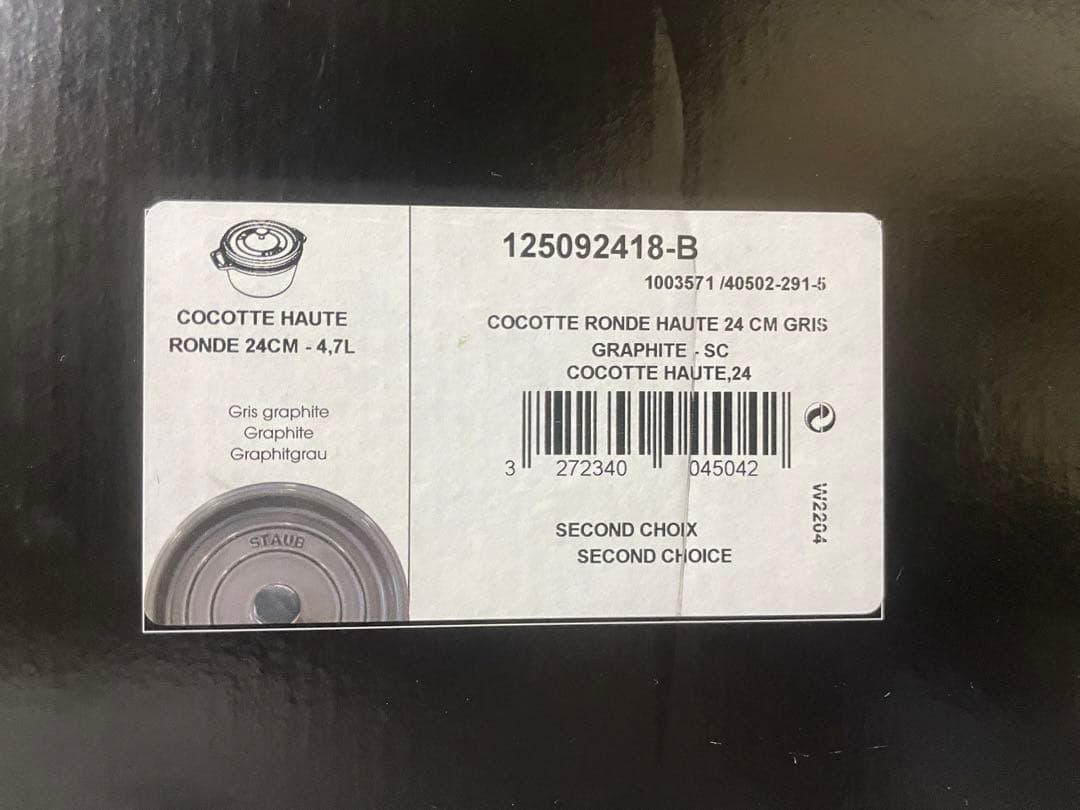 COCOTTE HAUTE
RONDE 24CM - 4,7L
Gris graphite
Graphite
Graphitgrau
STAUB
125092418-B
1003571 /40502-291-5
COCOTTE RONDE HAUTE 24 CM GRIS
GRAPHITE - SC
COCOTTE HAUTE,24
3 272340 045042
W2204
SECOND CHOIX
SECOND CHOICE